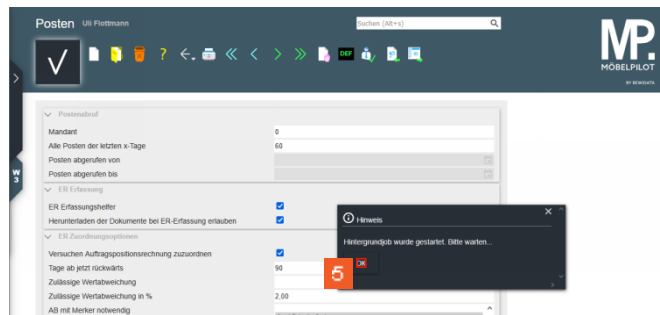 Posten Uli Flottmann
Suchen (Alt+s)
DEF
MP.
MÖBELPILOT
BY BEWIDATA
W
3
Postenabruf
Mandant 0
Alle Posten der letzten x-Tage 60
Posten abgerufen von
Posten abgerufen bis
ER Erfassung
ER Erfassungshelfer
Herunterladen der Dokumente bei ER-Erfassung erlauben
ER Zuordnungsoptionen
Versuchen Auftragspositionsrechnung zuzuordnen
Tage ab jetzt rückwärts 90
Zulässige Wertabweichung
Zulässige Wertabweichung in % 2,00
AB mit Merker notwendig
Hinweis
Hintergrundjob wurde gestartet. Bitte warten...
OK
5